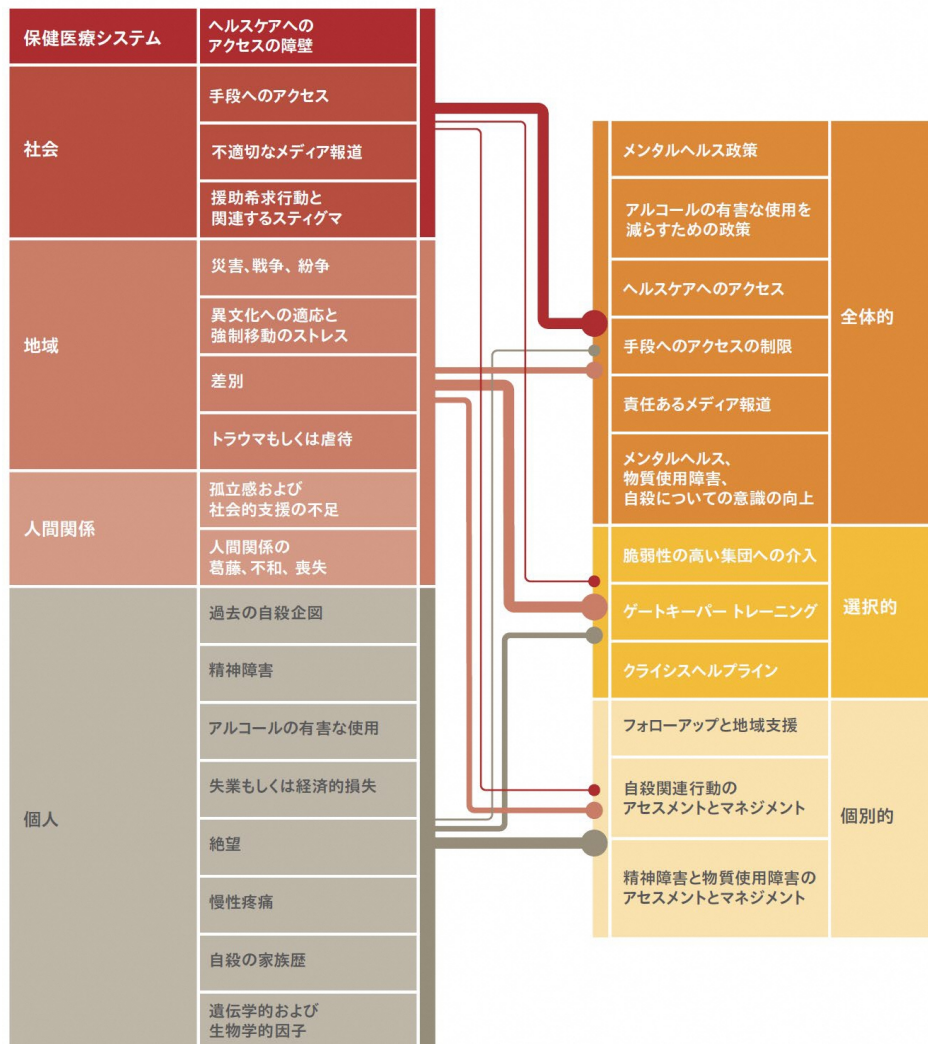 保健医療システム
ヘルスケアへの
アクセスの障壁
社会
手段へのアクセス
不適切なメディア報道
援助希求行動と
関連するスティグマ
地域
災害、戦争、紛争
異文化への適応と
強制移動のストレス
差別
トラウマもしくは虐待
人間関係
孤立感および
社会的支援の不足
人間関係の
葛藤、不和、喪失
個人
過去の自殺企図
精神障害
アルコールの有害な使用
失業もしくは経済的損失
絶望
慢性疼痛
自殺の家族歴
遺伝学的および
生物学的因子
メンタルヘルス政策
アルコールの有害な使用を
減らすための政策
ヘルスケアへのアクセス
手段へのアクセスの制限
責任あるメディア報道
メンタルヘルス、
物質使用障害、
自殺についての意識の向上
全体的
脆弱性の高い集団への介入
ゲートキーパー トレーニング
クライシスヘルプライン
選択的
フォローアップと地域支援
自殺関連行動の
アセスメントとマネジメント
精神障害と物質使用障害の
アセスメントとマネジメント
個別的